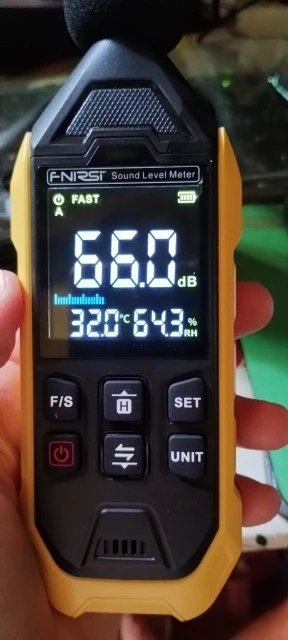 FNIRSI Sound Level Meter
FAST
A
66.0 dB
32.0 °C 64.3 % RH
F/S H SET
UNIT